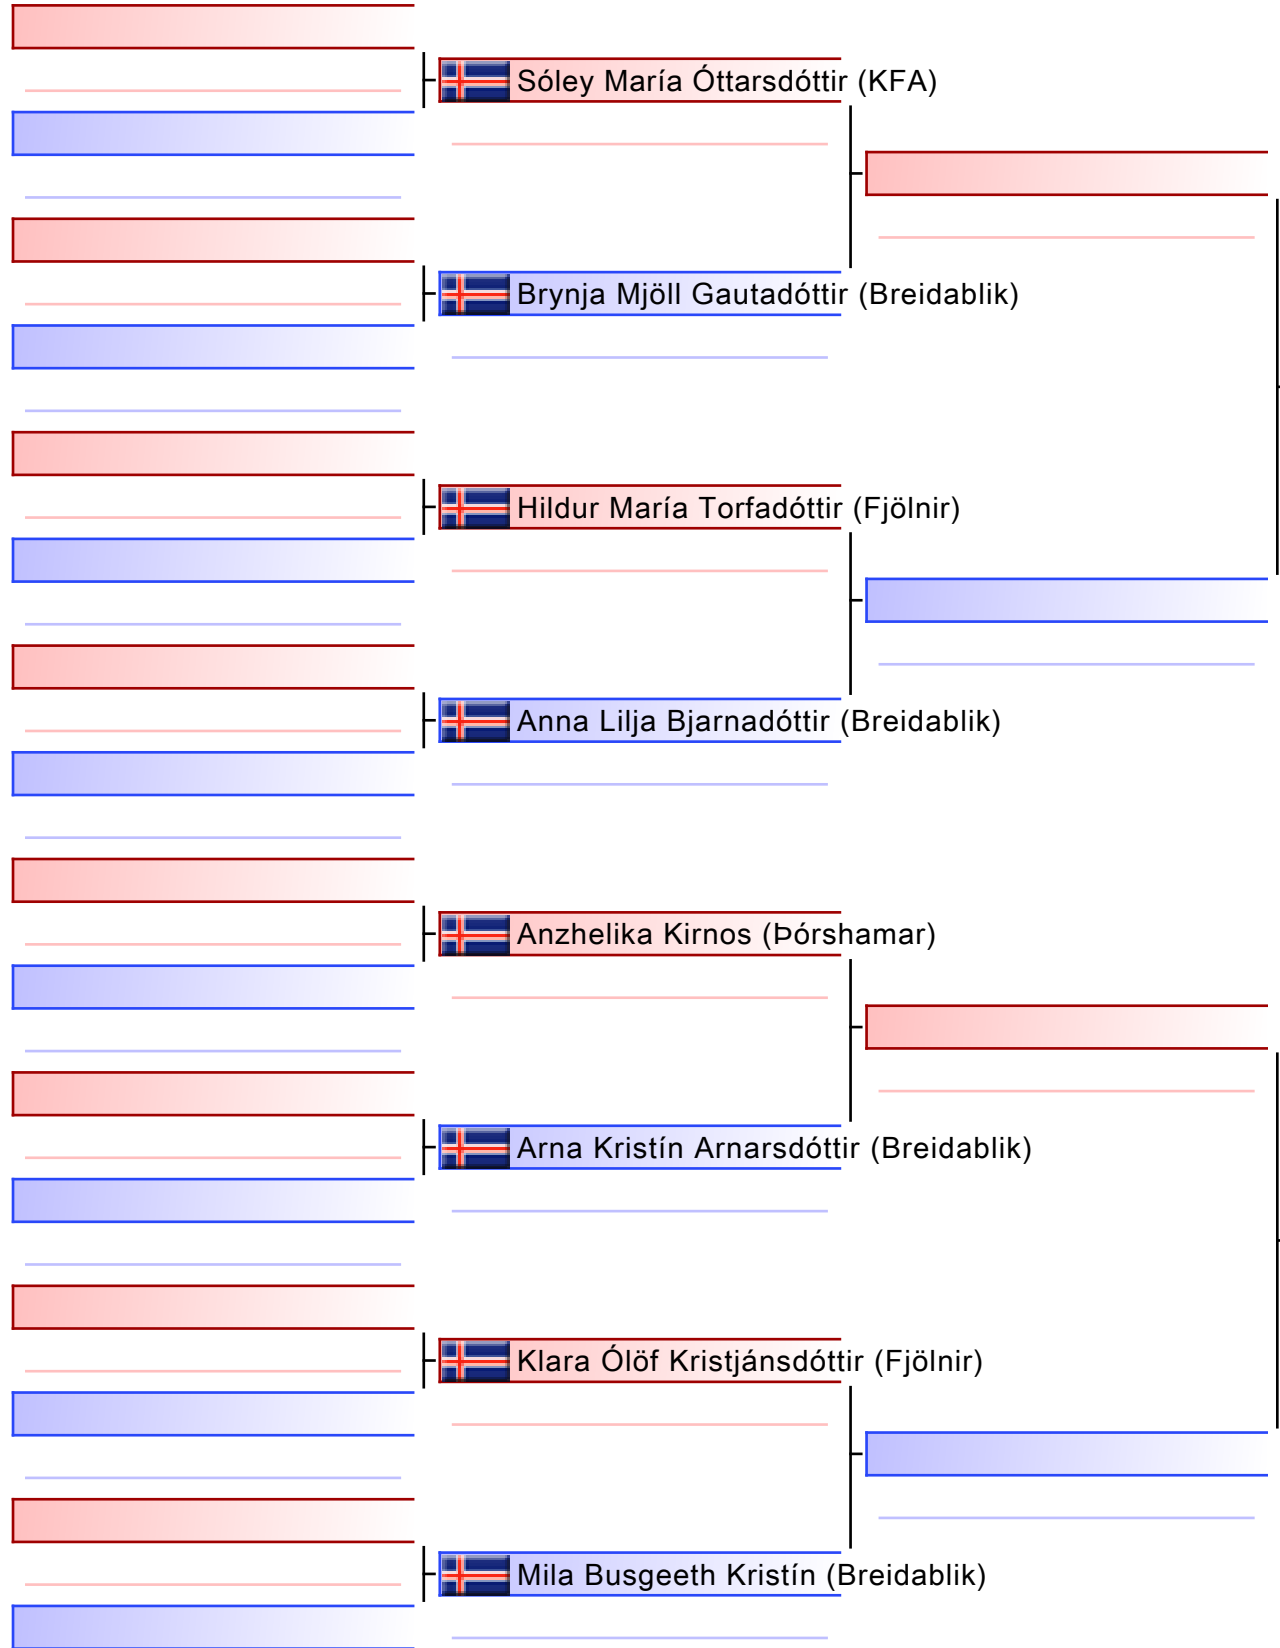 Sóley María Óttarsdóttir (KFA)
Brynja Mjöll Gautadóttir (Breidablik)
Hildur María Torfadóttir (Fjölnir)
Anna Lilja Bjarnadóttir (Breidablik)
Anzhelika Kirnos (Þórshamar)
Arna Kristín Arnarsdóttir (Breidablik)
Klara Ólöf Kristjánsdóttir (Fjölnir)
Mila Busgeeth Kristín (Breidablik)